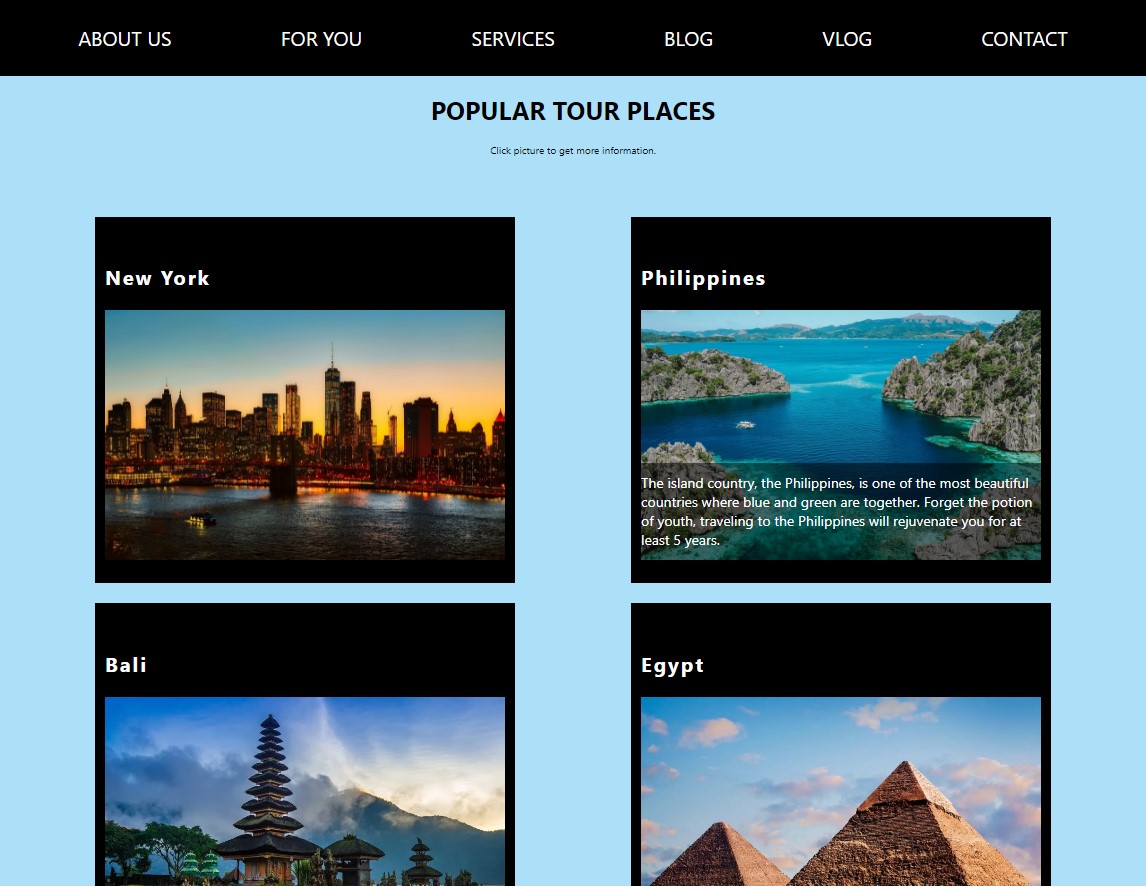 ABOUT US FOR YOU SERVICES BLOG VLOG CONTACT
POPULAR TOUR PLACES
Click picture to get more information.
New York
Philippines
The island country, the Philippines, is one of the most beautiful
countries where blue and green are together. Forget the potion
of youth, traveling to the Philippines will rejuvenate you for at
least 5 years.
Bali
Egypt